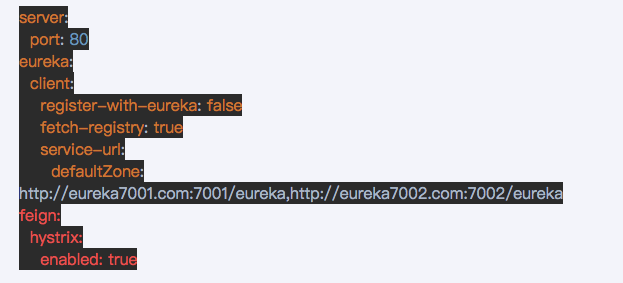 server:
port: 80
eureka:
client:
register-with-eureka: false
fetch-registry: true
service-url:
defaultZone:
http://eureka7001.com:7001/eureka,http://eureka7002.com:7002/eureka
feign:
hystrix:
enabled: true